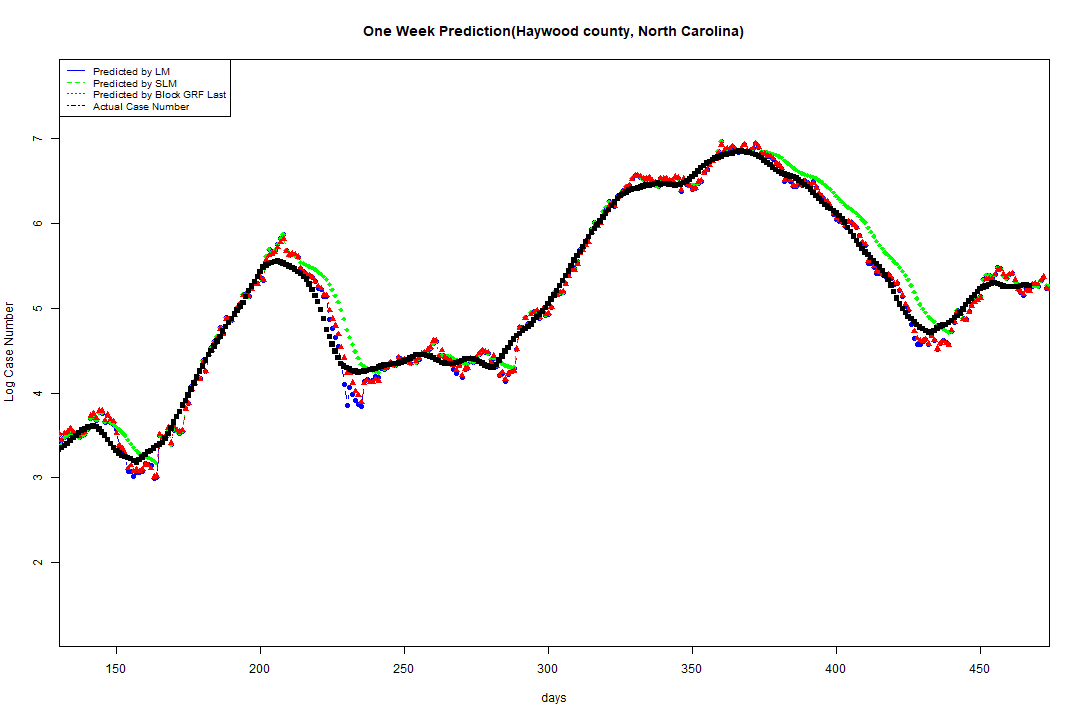 One Week Prediction(Haywood county, North Carolina)
Predicted by LM
Predicted by SLM
Predicted by Block GRF Last
Actual Case Number
7
6
5
4
3
2
Log Case Number
150 200 250 300 350 400 450
days